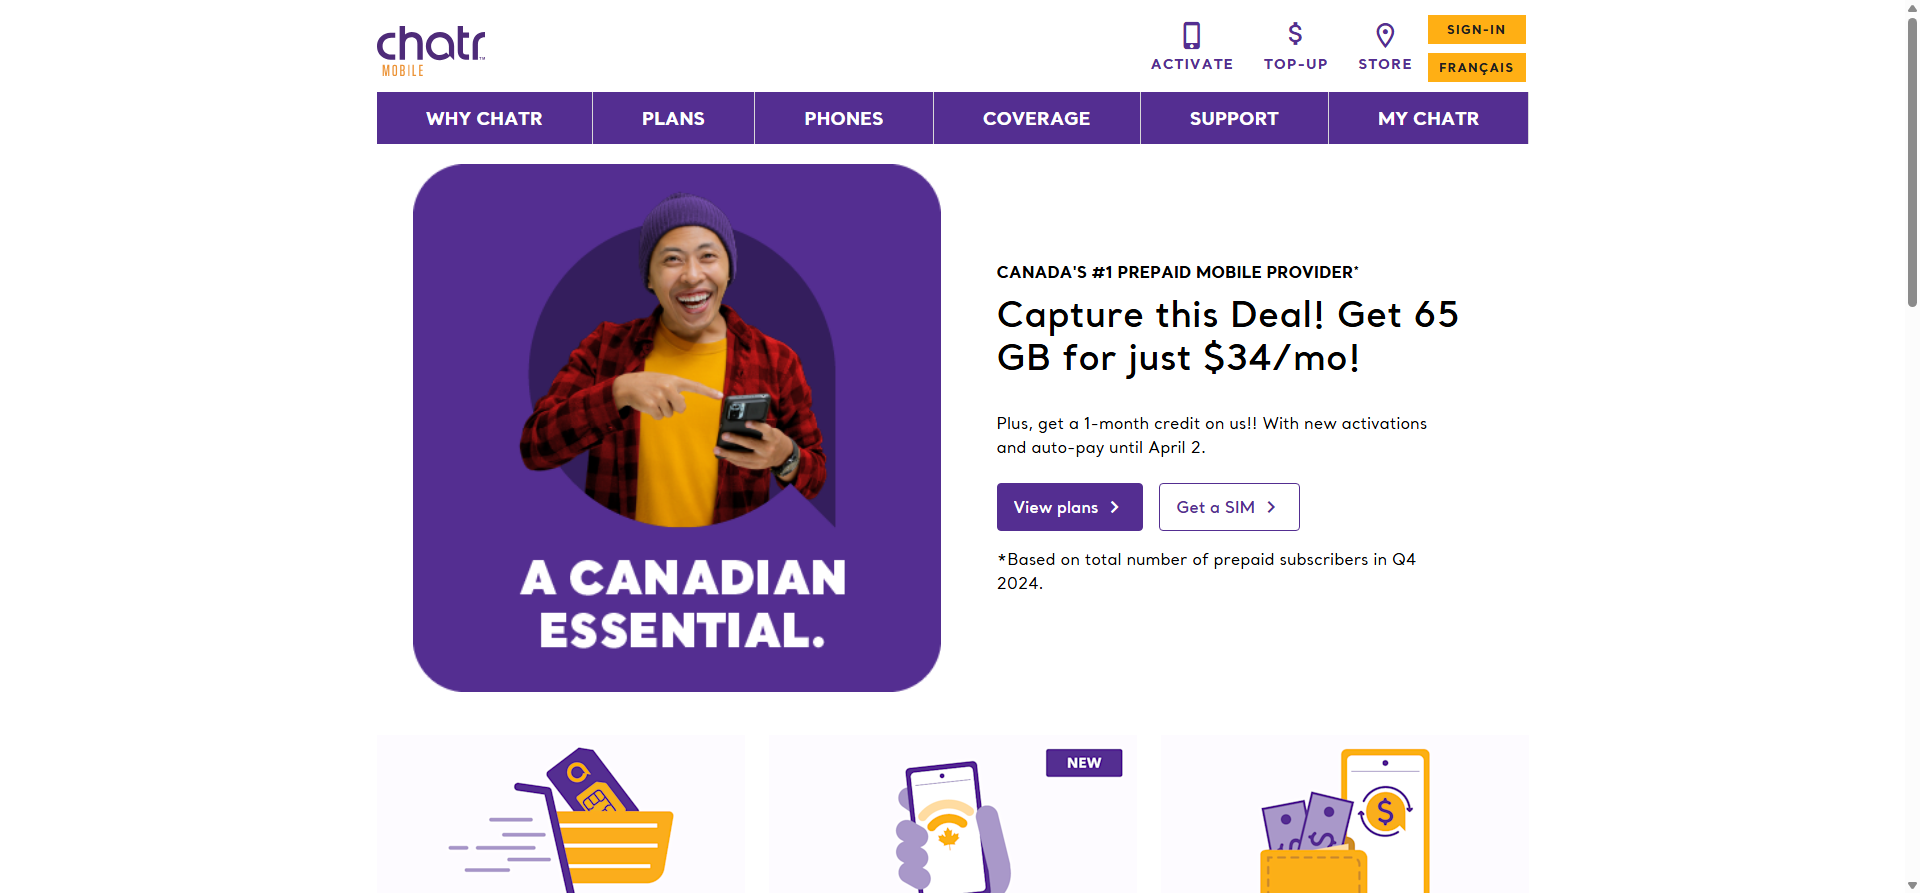 chatr™
MOBILE
ACTIVATE
TOP-UP
STORE
SIGN-IN
FRANÇAIS
WHY CHATR
PLANS
PHONES
COVERAGE
SUPPORT
MY CHATR
A CANADIAN
ESSENTIAL.
CANADA'S #1 PREPAID MOBILE PROVIDER*
Capture this Deal! Get 65
GB for just $34/mo!
Plus, get a 1-month credit on us!! With new activations
and auto-pay until April 2.
View plans
Get a SIM
*Based on total number of prepaid subscribers in Q4
2024.
NEW